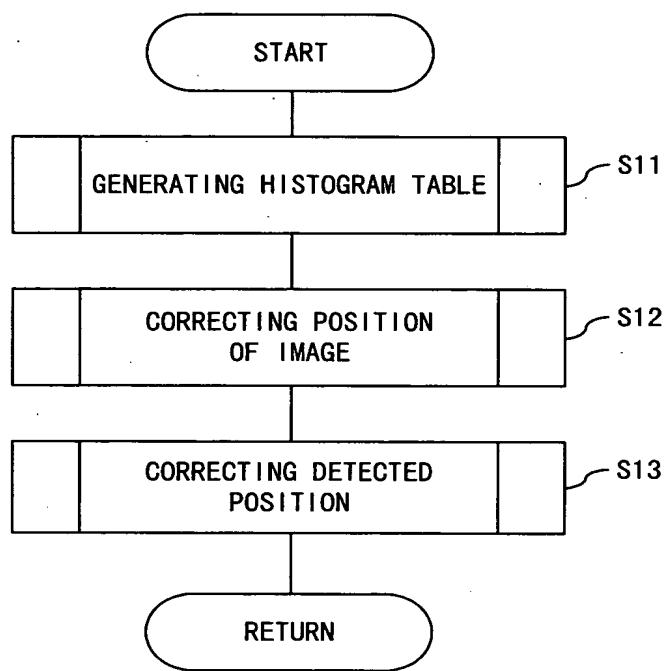 START
GENERATING HISTOGRAM TABLE
S11
CORRECTING POSITION
OF IMAGE
S12
CORRECTING DETECTED
POSITION
S13
RETURN